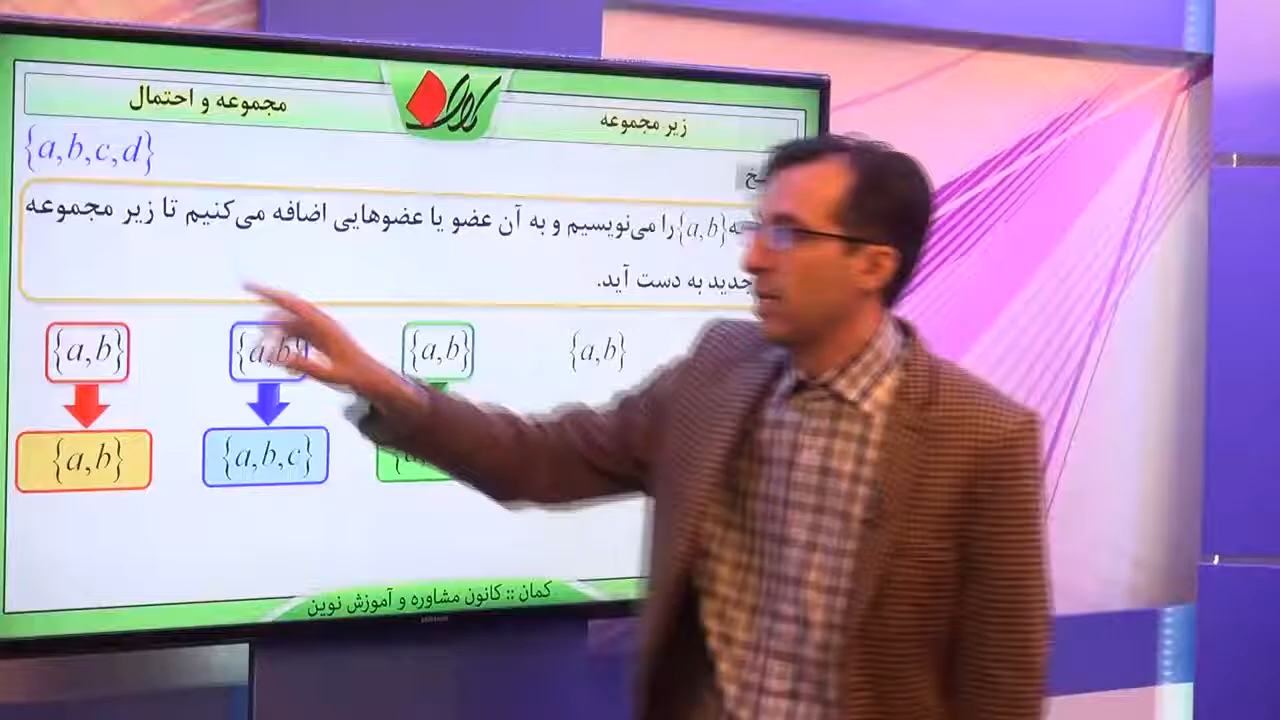 زیر مجموعه
کمان
مجموعه و احتمال
{a,b,c,d}
{a,b} را می‌نویسیم و به آن عضو یا عضوهایی اضافه می‌کنیم تا زیر مجموعه
جدید به دست آید.
{a,b} {a,b} {a,b} {a,b}
{a,b} {a,b,c}
کمان :: کانون مشاوره و آموزش نوین